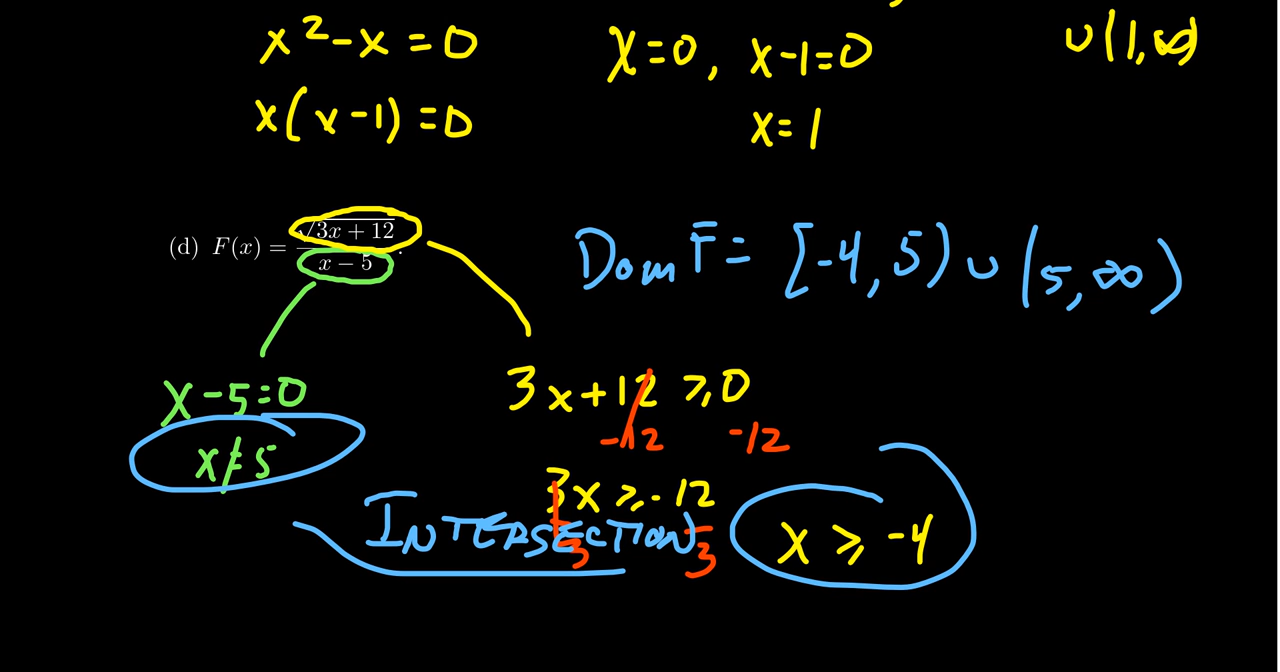 x² - x = 0
x(x-1) = 0
x=0, x-1=0
x=1
∪(1,∞)
(d) F(x) = √(3x + 12) / (x − 5).
Dom F = [-4,5) ∪ (5,∞)
x-5=0
x≠5
3x+12 ≥ 0
-12 -12
3x ≥ -12
3 3
INTERSECTION
x ≥ -4